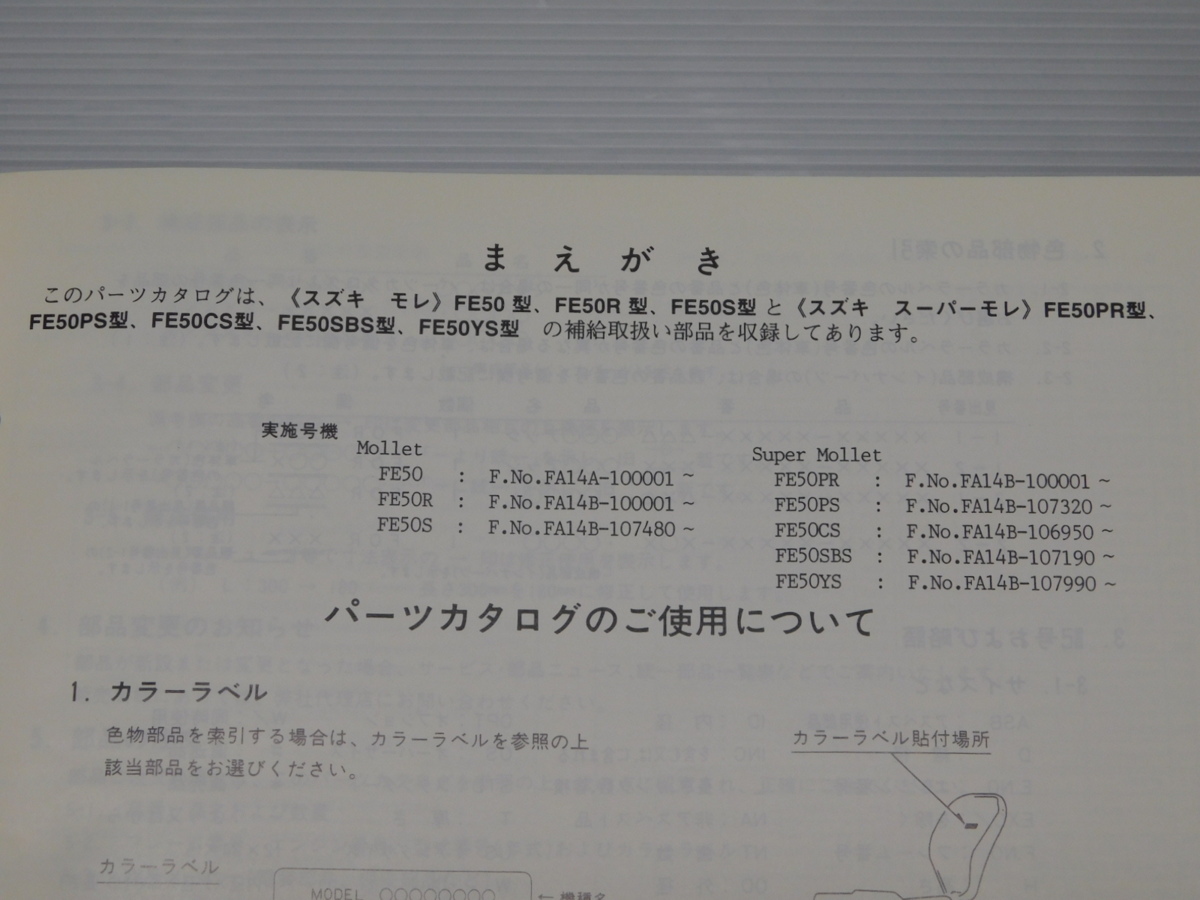 まえがき
このパーツカタログは、《スズキ モレ》FE50型、FE50R型、FE50S型と《スズキ スーパーモレ》FE50PR型、
FE50PS型、FE50CS型、FE50SBS型、FE50YS型 の補給取扱い部品を収録してあります。
実施号機
Mollet
FE50 : F.No.FA14A-100001 ~
FE50R : F.No.FA14B-100001 ~
FE50S : F.No.FA14B-107480 ~
Super Mollet
FE50PR : F.No.FA14B-100001 ~
FE50PS : F.No.FA14B-107320 ~
FE50CS : F.No.FA14B-106950 ~
FE50SBS : F.No.FA14B-107190 ~
FE50YS : F.No.FA14B-107990 ~
パーツカタログのご使用について
1. カラーラベル
色物部品を索引する場合は、カラーラベルを参照の上
該当部品をお選びください。
カラーラベル貼付場所
カラーラベル
MODEL ○○○○○○○○ ←機種名